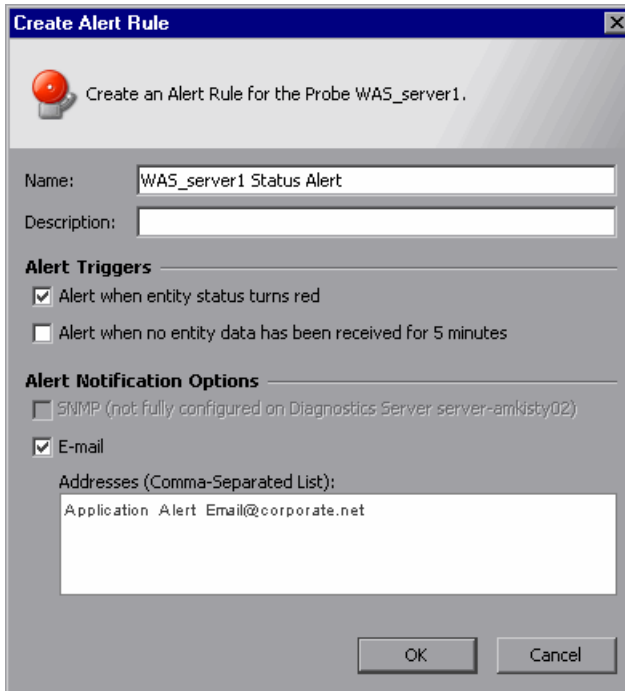 Create Alert Rule
Create an Alert Rule for the Probe WAS_server1.
Name: WAS_server1 Status Alert
Description:
Alert Triggers
Alert when entity status turns red
Alert when no entity data has been received for 5 minutes
Alert Notification Options
SNMP (not fully configured on Diagnostics Server server-amkisty02)
E-mail
Addresses (Comma-Separated List):
Application Alert Email@corporate.net
OK Cancel